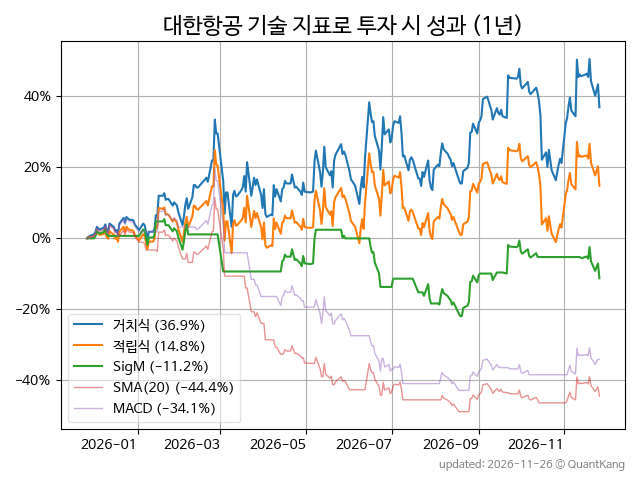 대한항공 기술 지표로 투자 시 성과 (1년)
40%
20%
0%
−20%
−40%
거치식 (36.9%)
적립식 (14.8%)
SigM (−11.2%)
SMA(20) (−44.4%)
MACD (−34.1%)
2026-01
2026-03
2026-05
2026-07
2026-09
2026-11
updated: 2026-11-26 ⓒ QuantKang